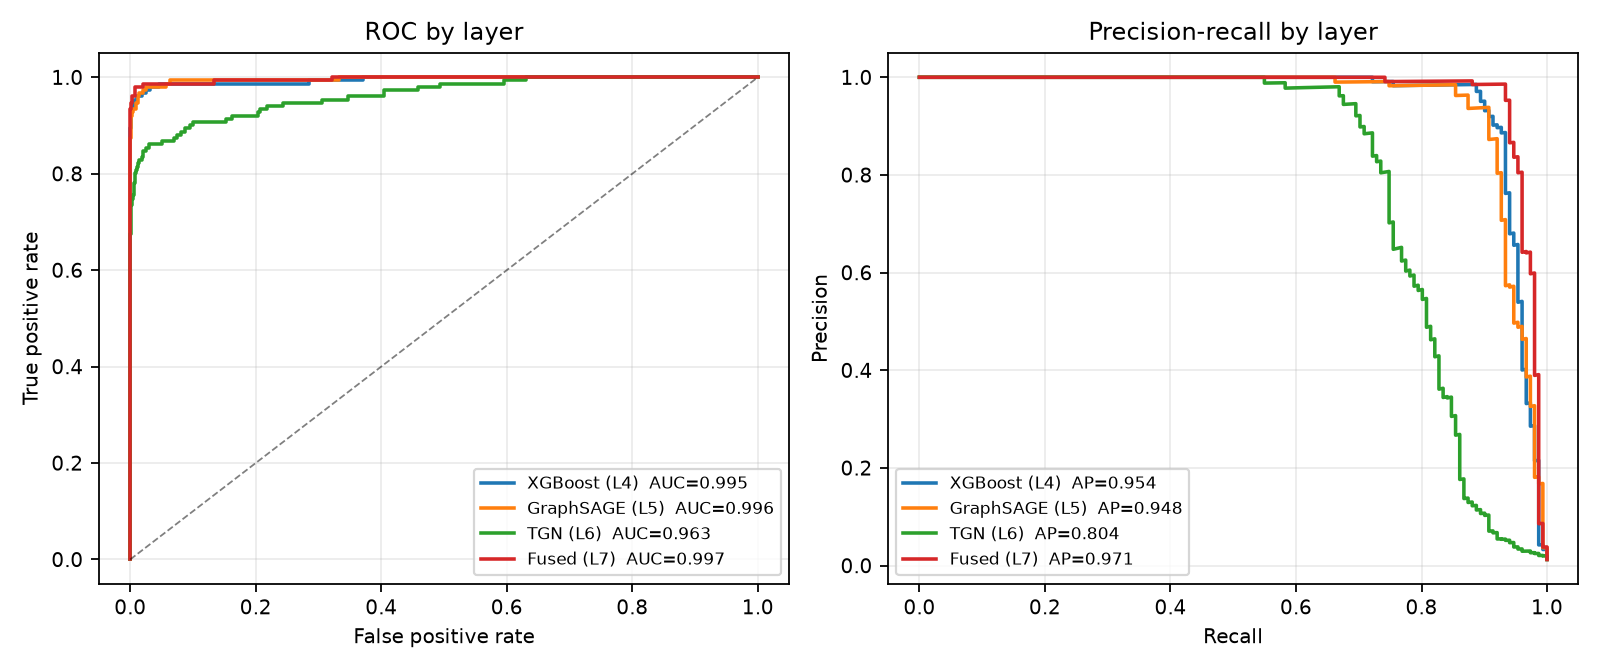 ROC by layer
True positive rate
1.0
0.8
0.6
0.4
0.2
0.0
XGBoost (L4)  AUC=0.995
GraphSAGE (L5)  AUC=0.996
TGN (L6)  AUC=0.963
Fused (L7)  AUC=0.997
0.0 0.2 0.4 0.6 0.8 1.0
False positive rate
Precision-recall by layer
Precision
1.0
0.8
0.6
0.4
0.2
0.0
XGBoost (L4)  AP=0.954
GraphSAGE (L5)  AP=0.948
TGN (L6)  AP=0.804
Fused (L7)  AP=0.971
0.0 0.2 0.4 0.6 0.8 1.0
Recall